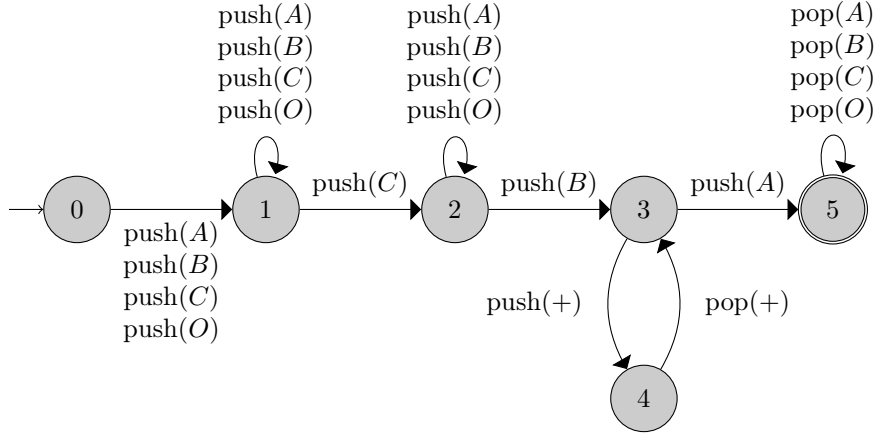 push(A)
push(B)
push(C)
push(O)
push(A)
push(B)
push(C)
push(O)
pop(A)
pop(B)
pop(C)
pop(O)
0
1
push(C)
2
push(B)
3
push(A)
5
push(A)
push(B)
push(C)
push(O)
push(+)
pop(+)
4